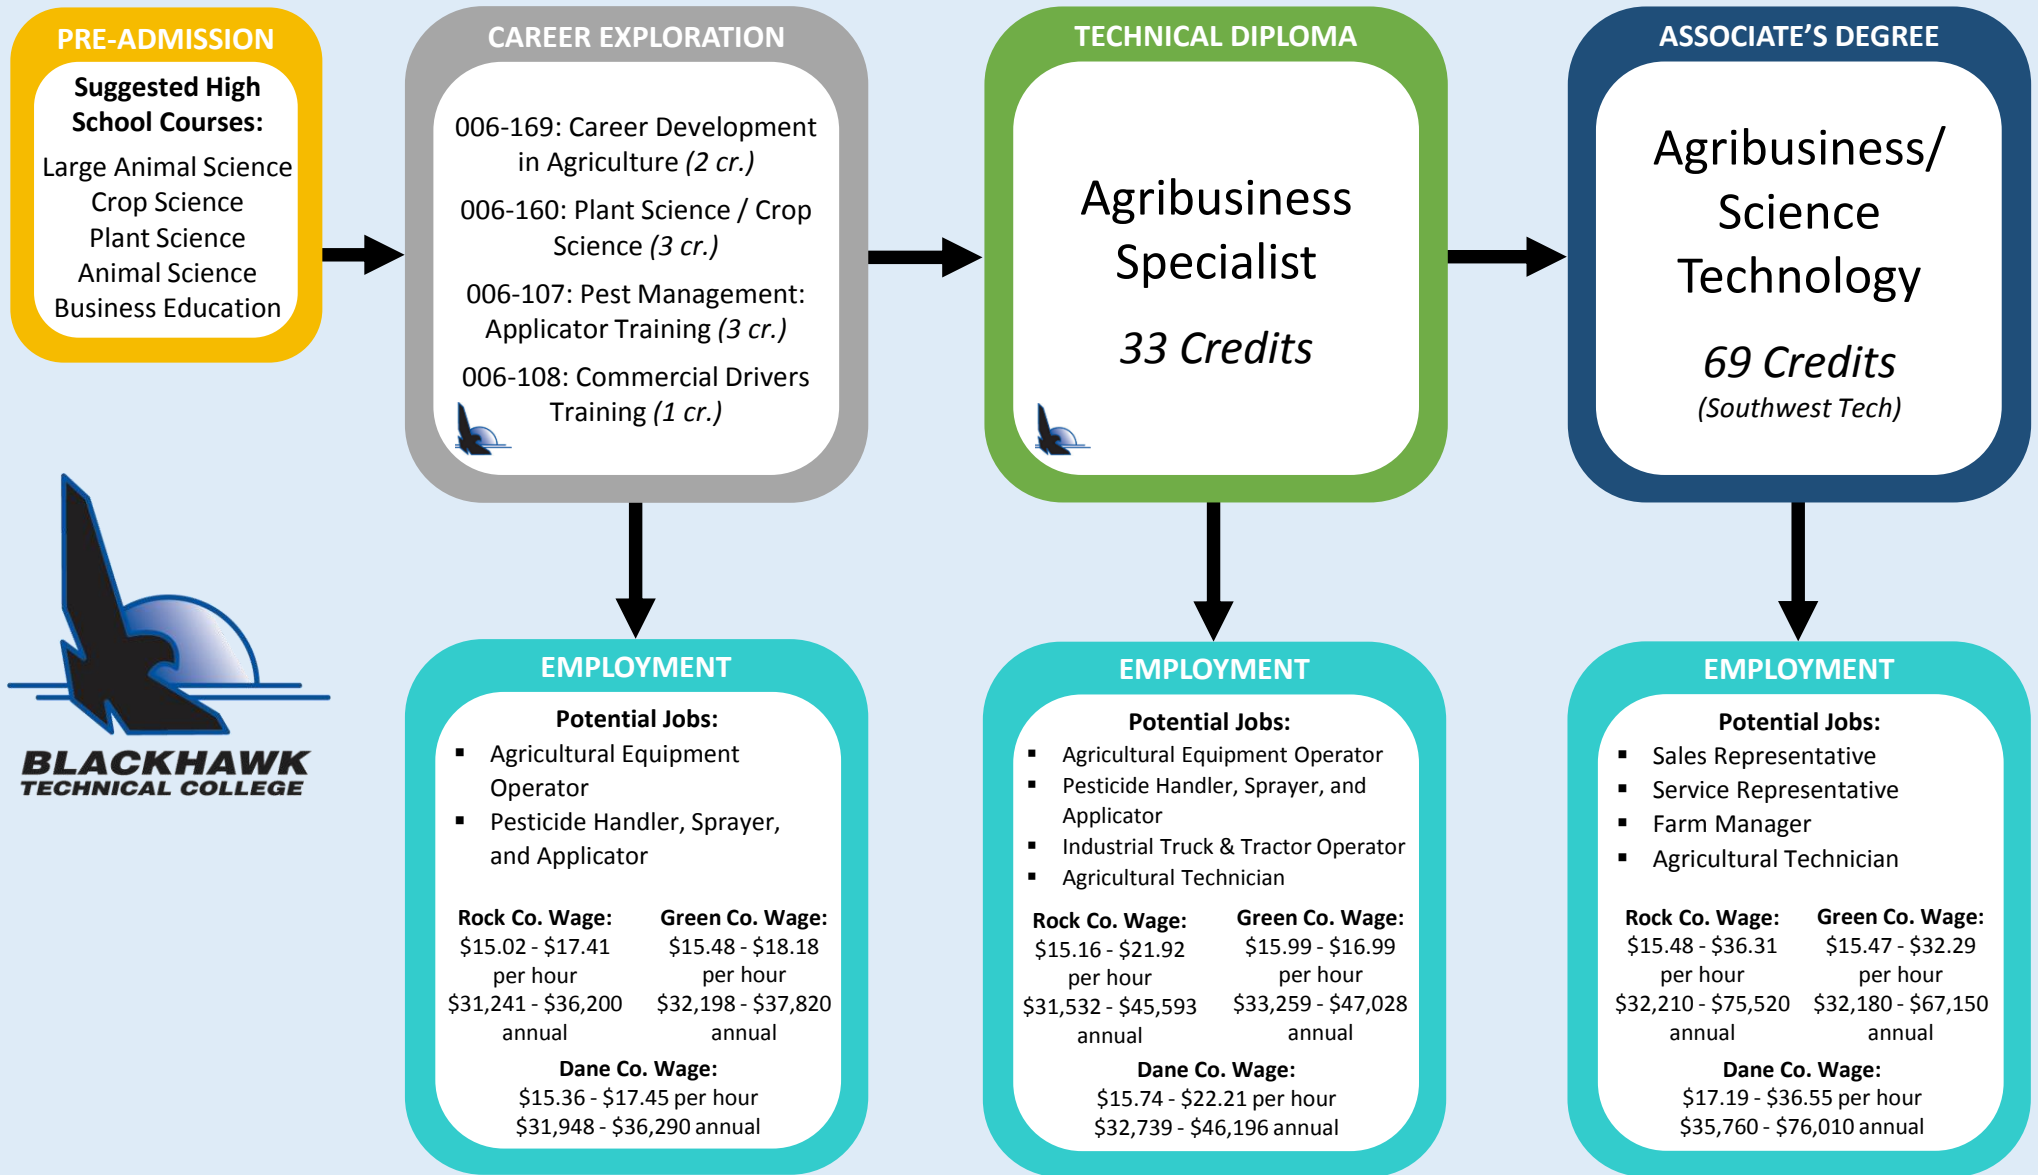 PRE-ADMISSION
Suggested High
School Courses:
Large Animal Science
Crop Science
Plant Science
Animal Science
Business Education
CAREER EXPLORATION
006-169: Career Development
in Agriculture (2 cr.)
006-160: Plant Science / Crop
Science (3 cr.)
006-107: Pest Management:
Applicator Training (3 cr.)
006-108: Commercial Drivers
Training (1 cr.)
TECHNICAL DIPLOMA
Agribusiness
Specialist
33 Credits
ASSOCIATE'S DEGREE
Agribusiness/
Science
Technology
69 Credits
(Southwest Tech)
BLACKHAWK
TECHNICAL COLLEGE
EMPLOYMENT
Potential Jobs:
▪ Agricultural Equipment
Operator
▪ Pesticide Handler, Sprayer,
and Applicator
Rock Co. Wage:
$15.02 - $17.41
per hour
$31,241 - $36,200
annual
Green Co. Wage:
$15.48 - $18.18
per hour
$32,198 - $37,820
annual
Dane Co. Wage:
$15.36 - $17.45 per hour
$31,948 - $36,290 annual
EMPLOYMENT
Potential Jobs:
▪ Agricultural Equipment Operator
▪ Pesticide Handler, Sprayer, and
Applicator
▪ Industrial Truck & Tractor Operator
▪ Agricultural Technician
Rock Co. Wage:
$15.16 - $21.92
per hour
$31,532 - $45,593
annual
Green Co. Wage:
$15.99 - $16.99
per hour
$33,259 - $47,028
annual
Dane Co. Wage:
$15.74 - $22.21 per hour
$32,739 - $46,196 annual
EMPLOYMENT
Potential Jobs:
▪ Sales Representative
▪ Service Representative
▪ Farm Manager
▪ Agricultural Technician
Rock Co. Wage:
$15.48 - $36.31
per hour
$32,210 - $75,520
annual
Green Co. Wage:
$15.47 - $32.29
per hour
$32,180 - $67,150
annual
Dane Co. Wage:
$17.19 - $36.55 per hour
$35,760 - $76,010 annual